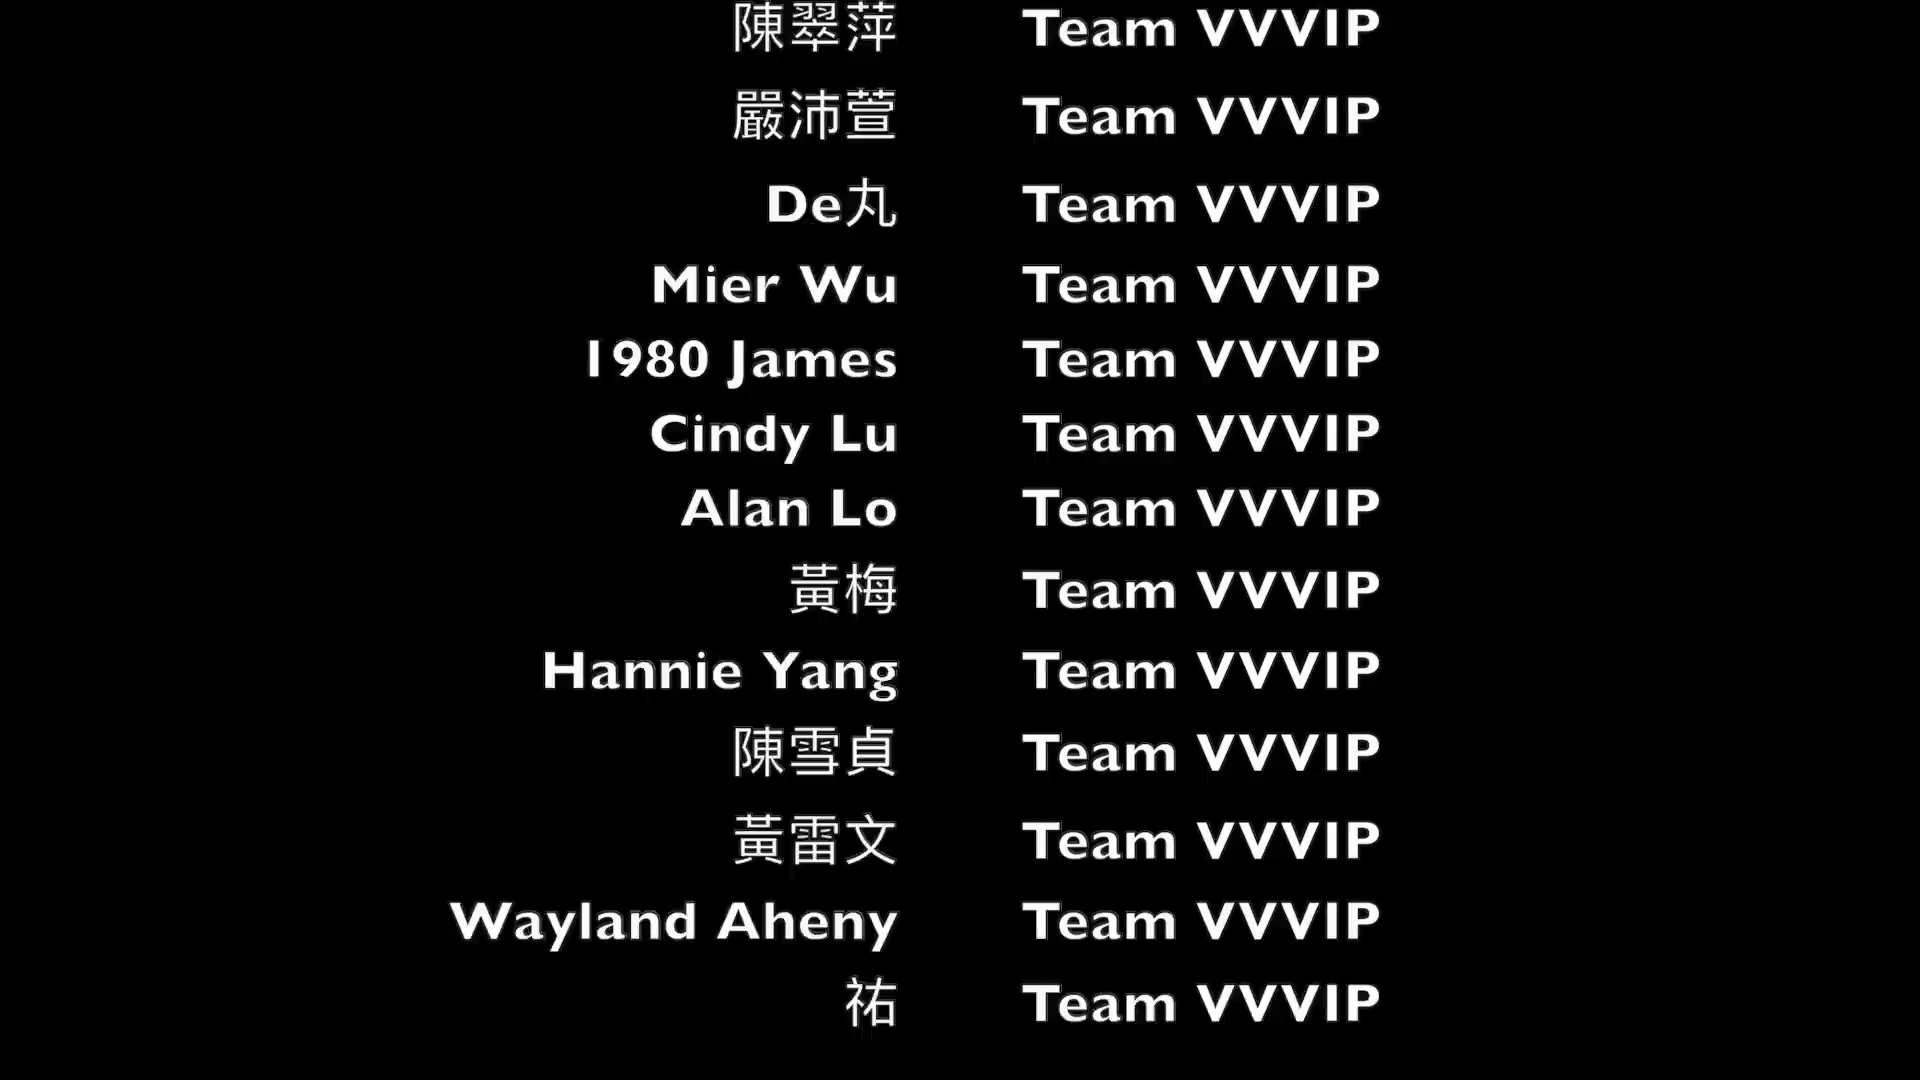 陳翠萍 Team VVVIP
嚴沛萱 Team VVVIP
De丸 Team VVVIP
Mier Wu Team VVVIP
1980 James Team VVVIP
Cindy Lu Team VVVIP
Alan Lo Team VVVIP
黃梅 Team VVVIP
Hannie Yang Team VVVIP
陳雪貞 Team VVVIP
黃雷文 Team VVVIP
Wayland Aheny Team VVVIP
祐 Team VVVIP